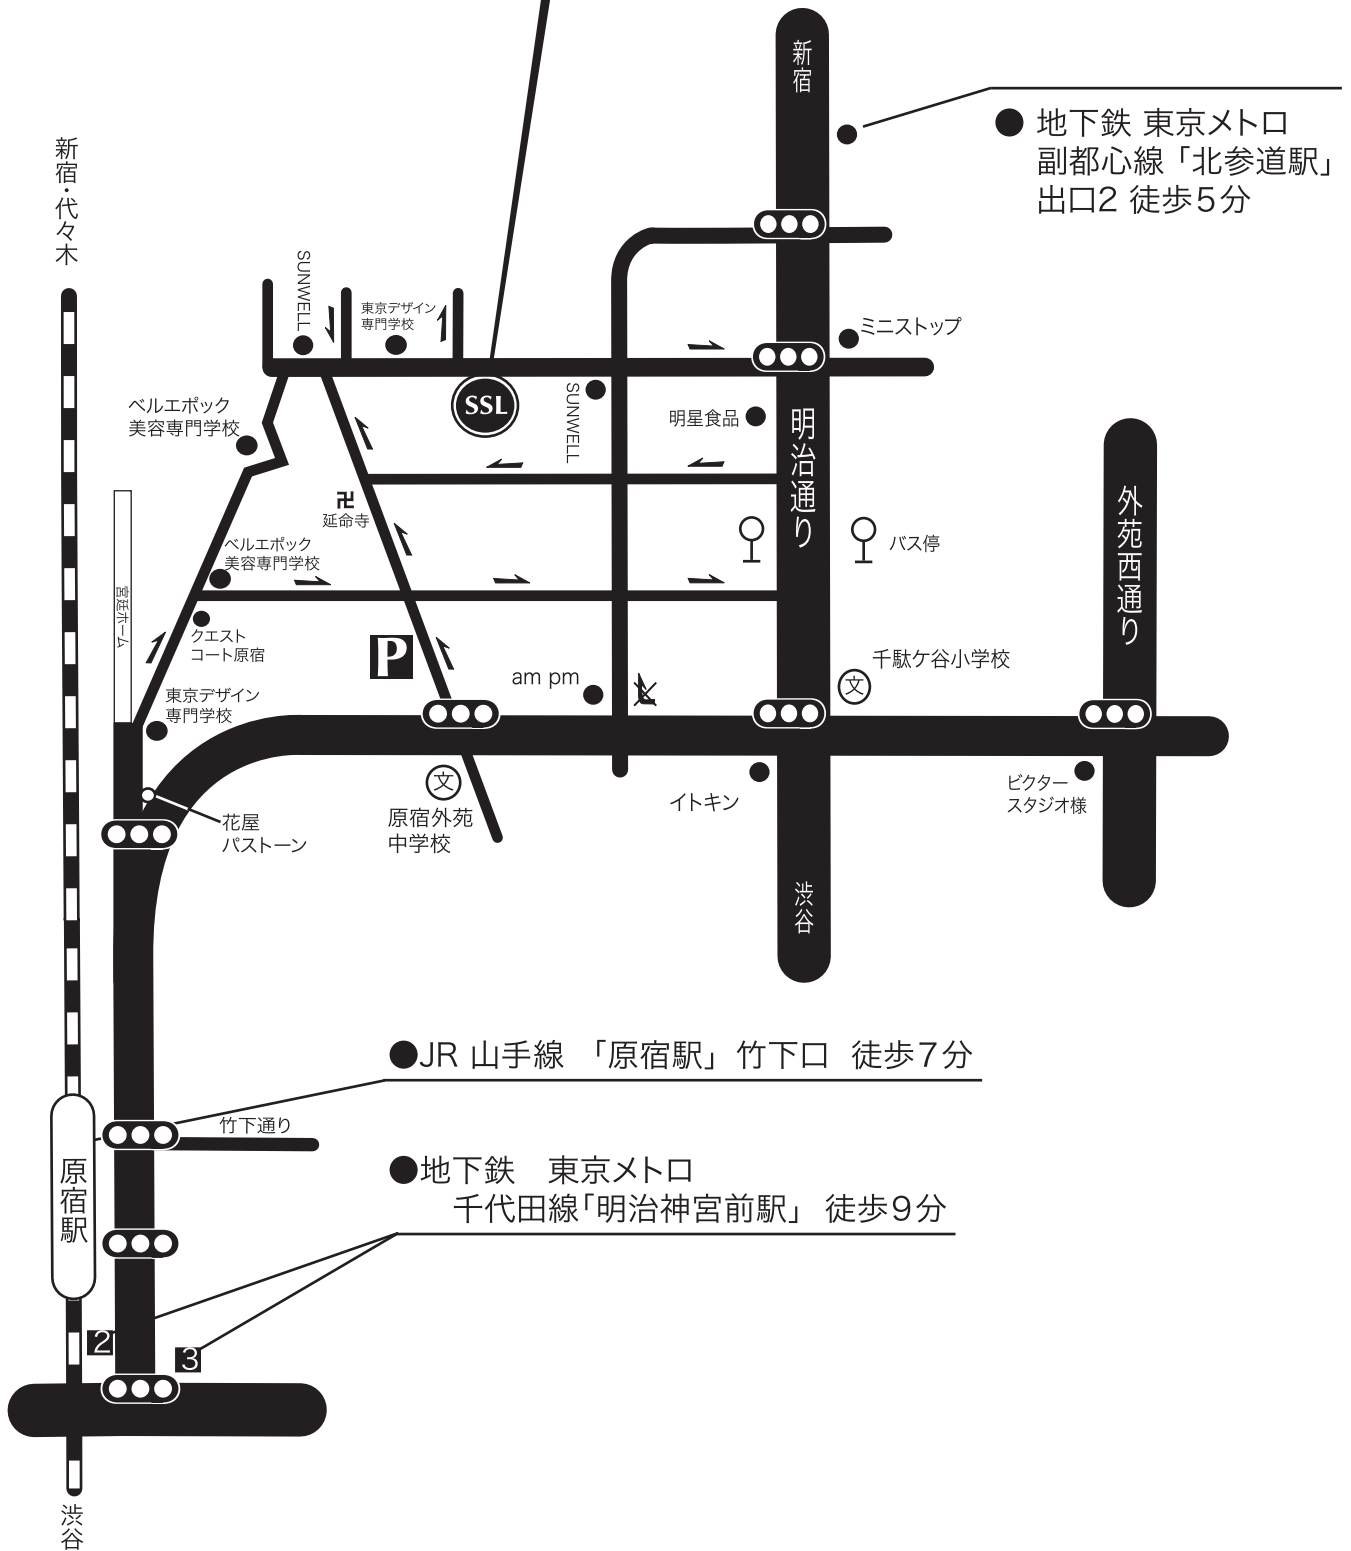 新宿
地下鉄 東京メトロ
副都心線「北参道駅」
出口2 徒歩5分
新宿・代々木
SUNWELL
東京デザイン
専門学校
ミニストップ
SSL
SUNWELL
明星食品
ベルエポック
美容専門学校
明治通り
外苑西通り
卍
延命寺
バス停
ベルエポック
美容専門学校
宮廷ホーム
クエスト
コート原宿
P
千駄ケ谷小学校
文
am pm
東京デザイン
専門学校
文
原宿外苑
中学校
イトキン
ビクター
スタジオ様
花屋
パストーン
渋谷
JR 山手線 「原宿駅」竹下口 徒歩7分
竹下通り
原宿駅
地下鉄 東京メトロ
千代田線「明治神宮前駅」 徒歩9分
2
3
渋谷